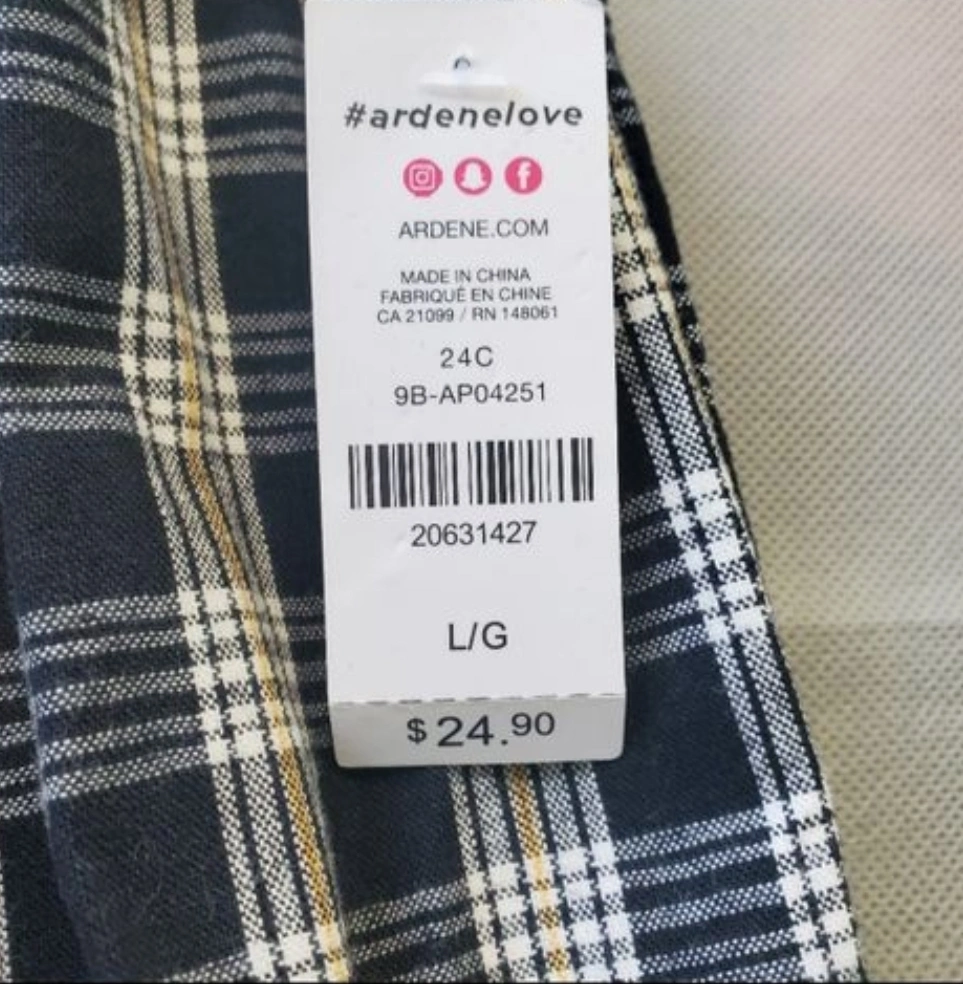 #ardenelove
ARDENE.COM
MADE IN CHINA
FABRIQUÉ EN CHINE
CA 21099 / RN 148061
24C
9B-AP04251
20631427
L/G
$24.90